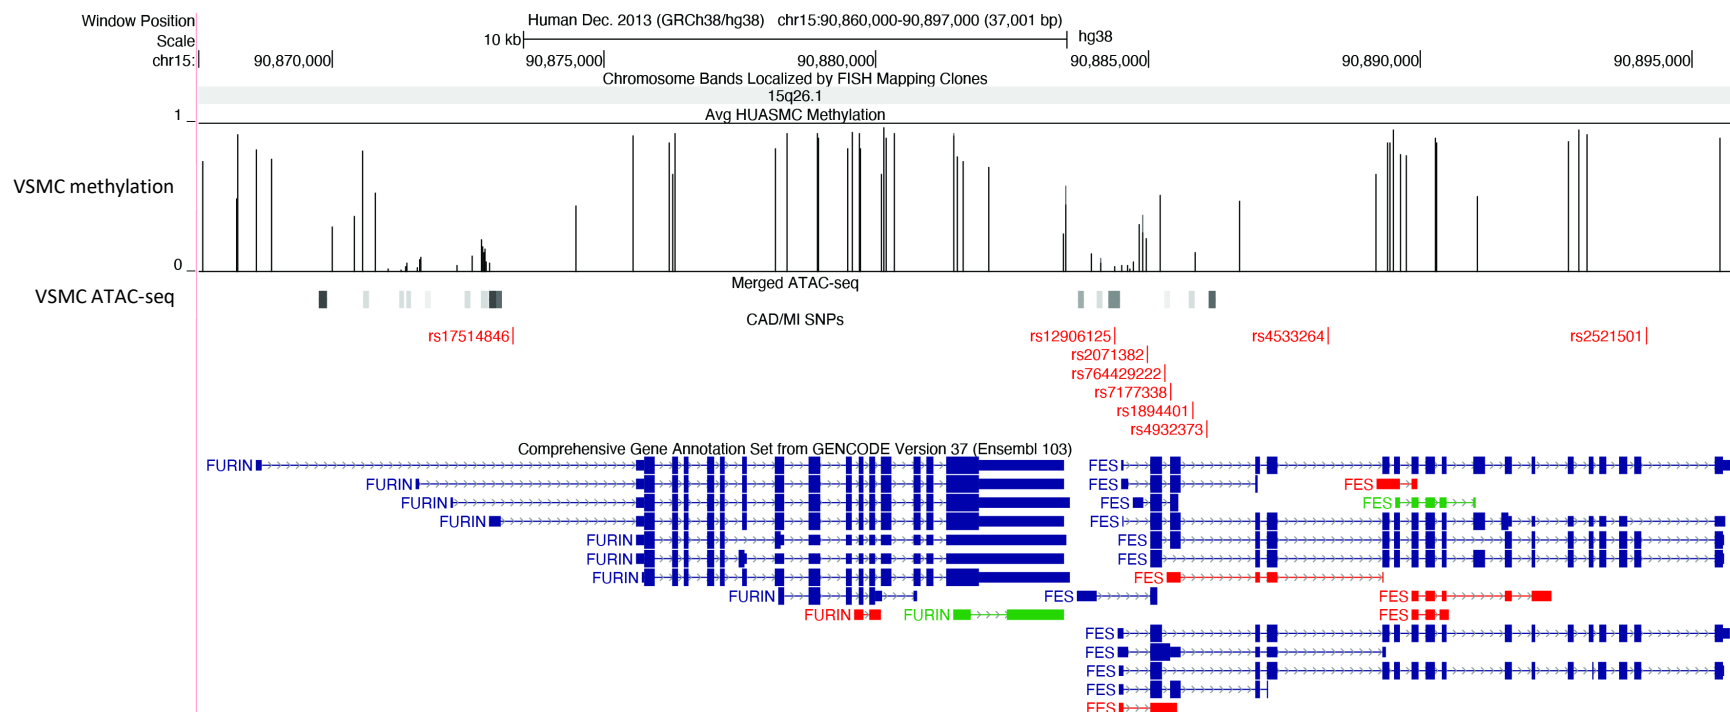 Window Position Human Dec. 2013 (GRCh38/hg38) chr15:90,860,000-90,897,000 (37,001 bp)
Scale 10 kb hg38
chr15: 90,870,000 90,875,000 90,880,000 90,885,000 90,890,000 90,895,000
Chromosome Bands Localized by FISH Mapping Clones
15q26.1
Avg HUASMC Methylation
1
VSMC methylation
0
Merged ATAC-seq
VSMC ATAC-seq
CAD/MI SNPs
rs17514846 rs12906125 rs4533264 rs2521501
rs2071382
rs764429222
rs7177338
rs1894401
rs4932373
Comprehensive Gene Annotation Set from GENCODE Version 37 (Ensembl 103)
FURIN FES
FURIN FES FES
FURIN FES FES
FURIN FES
FURIN FES
FURIN FES
FURIN FES
FURIN FES FES
FURIN FURIN FES
FES
FES
FES
FES
FES